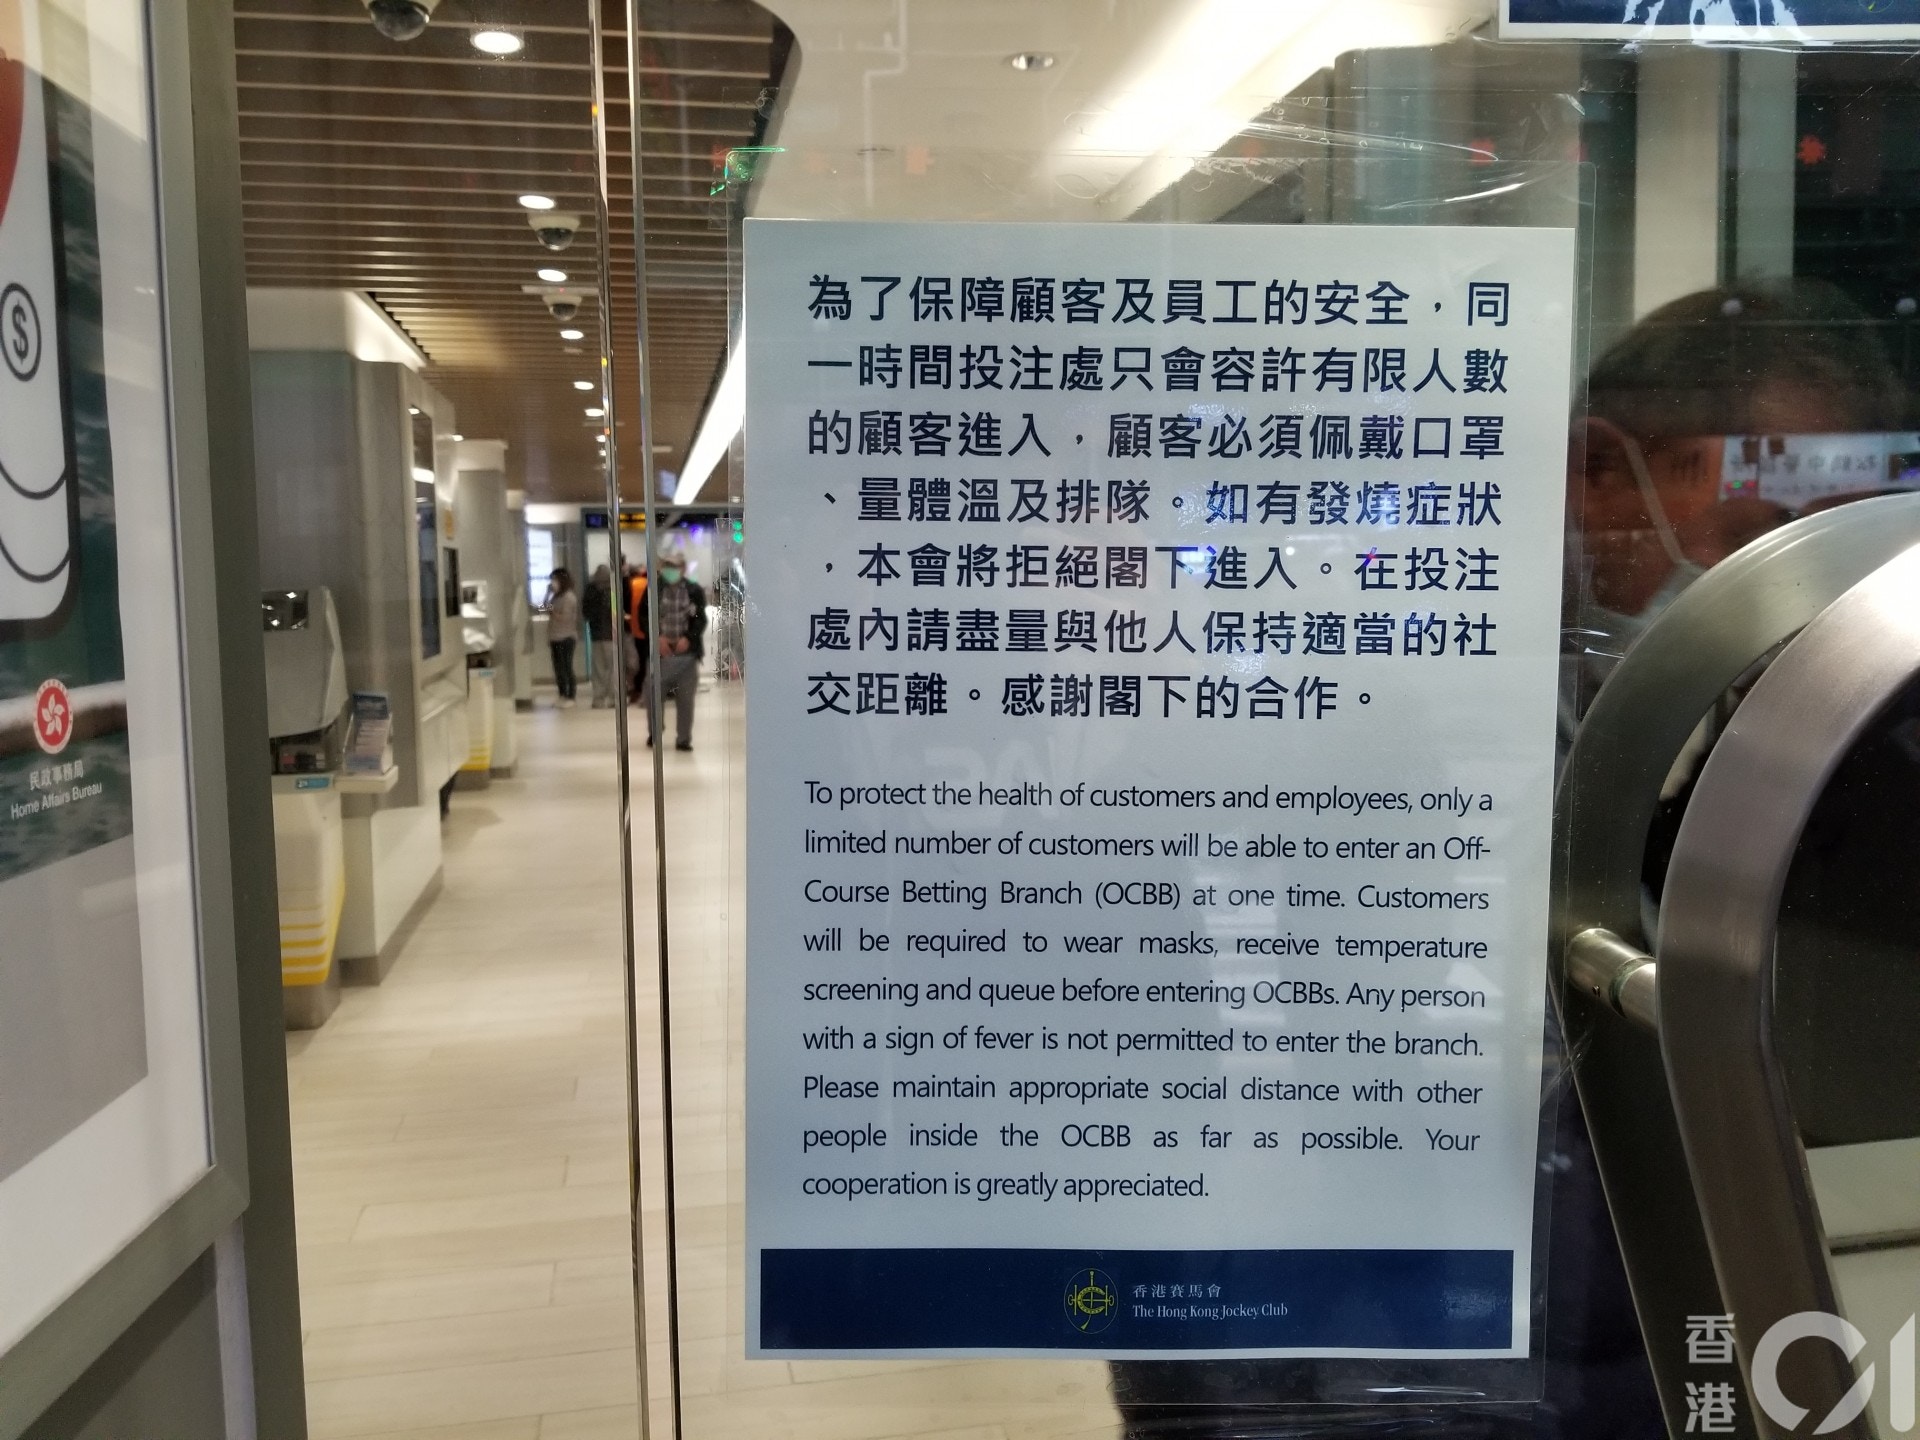 為了保障顧客及員工的安全，同
一時間投注處只會容許有限人數
的顧客進入，顧客必須佩戴口罩
、量體溫及排隊。如有發燒症狀
，本會將拒絕閣下進入。在投注
處內請盡量與他人保持適當的社
交距離。感謝閣下的合作。
To protect the health of customers and employees, only a
limited number of customers will be able to enter an Off-
Course Betting Branch (OCBB) at one time. Customers
will be required to wear masks, receive temperature
screening and queue before entering OCBBs. Any person
with a sign of fever is not permitted to enter the branch.
Please maintain appropriate social distance with other
people inside the OCBB as far as possible. Your
cooperation is greatly appreciated.
香港賽馬會
The Hong Kong Jockey Club
$
民政事務局
Home Affairs Bureau
香港01